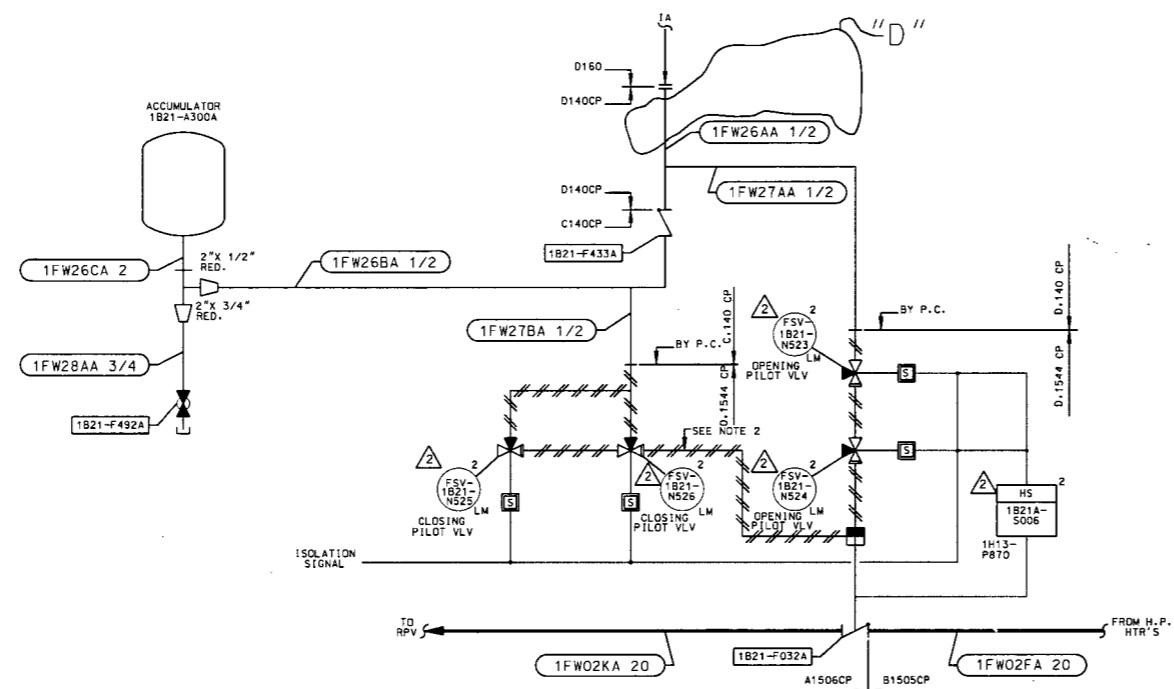 IA
"D"
D160
D140CP
ACCUMULATOR
1B21-A300A
1FW26AA 1/2
1FW27AA 1/2
D140CP
C140CP
1B21-F433A
2"X 1/2"
RED.
1FW26CA 2
1FW26BA 1/2
2"X 3/4"
RED.
1FW28AA 3/4
1B21-F492A
1FW27BA 1/2
BY P.C.
C.140 CP
D.1544 CP
2
FSV-
1B21-
N523
2
LM
OPENING
PILOT VLV
BY P.C.
D.140 CP
D.1544 CP
S
SEE NOTE 2
2
FSV-
1B21-
N525
2
LM
CLOSING
PILOT VLV
S
2
FSV-
1B21-
N526
2
LM
CLOSING
PILOT VLV
S
2
FSV-
1B21-
N524
2
LM
OPENING
PILOT VLV
S
2
HS
1B21A-
S006
2
1H13-
P870
ISOLATION
SIGNAL
TO
RPV
FROM H.P.
HTR'S
1FW02KA 20
1B21-F032A
1FW02FA 20
A1506CP
B1505CP